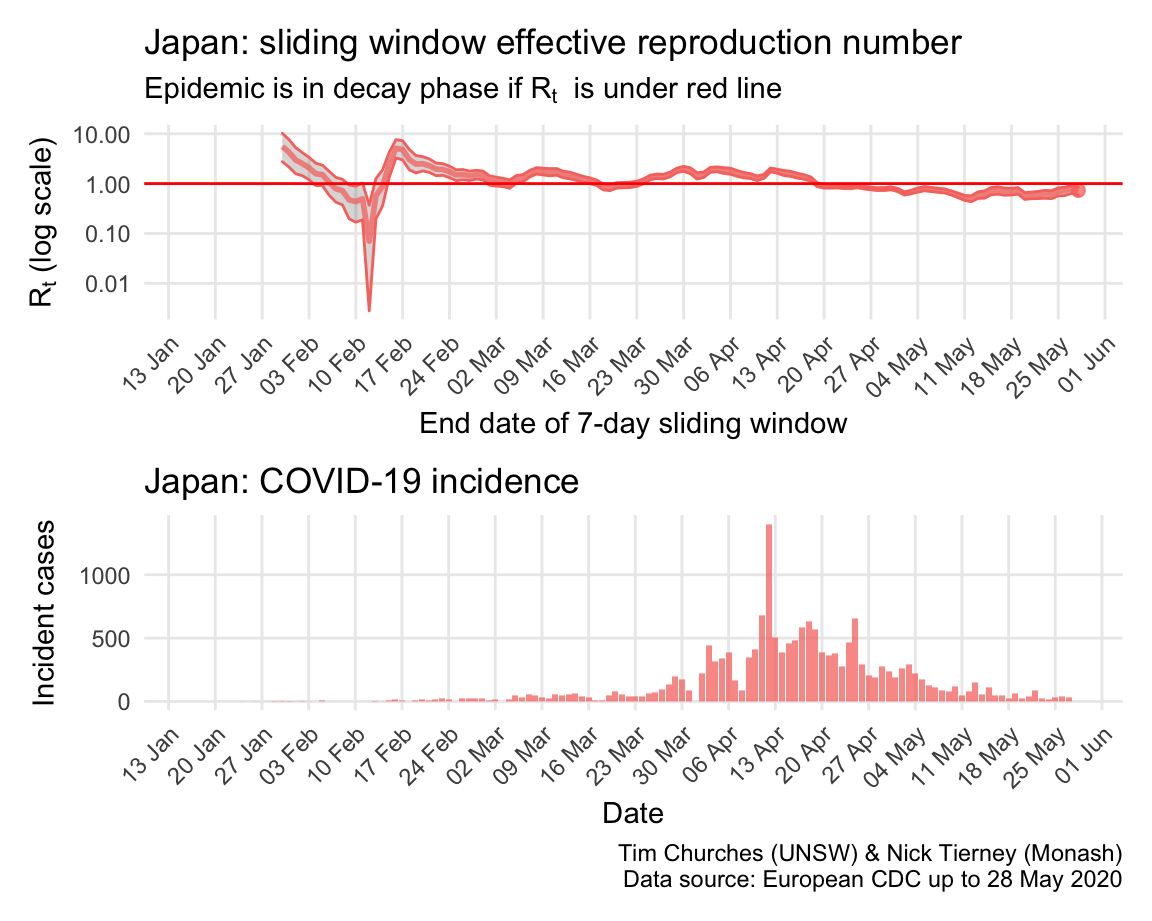 Japan: sliding window effective reproduction number
Epidemic is in decay phase if Rt is under red line
Rt (log scale)
10.00
1.00
0.10
0.01
13 Jan
20 Jan
27 Jan
03 Feb
10 Feb
17 Feb
24 Feb
02 Mar
09 Mar
16 Mar
23 Mar
30 Mar
06 Apr
13 Apr
20 Apr
27 Apr
04 May
11 May
18 May
25 May
01 Jun
End date of 7-day sliding window
Japan: COVID-19 incidence
Incident cases
1000
500
0
13 Jan
20 Jan
27 Jan
03 Feb
10 Feb
17 Feb
24 Feb
02 Mar
09 Mar
16 Mar
23 Mar
30 Mar
06 Apr
13 Apr
20 Apr
27 Apr
04 May
11 May
18 May
25 May
01 Jun
Date
Tim Churches (UNSW) & Nick Tierney (Monash)
Data source: European CDC up to 28 May 2020